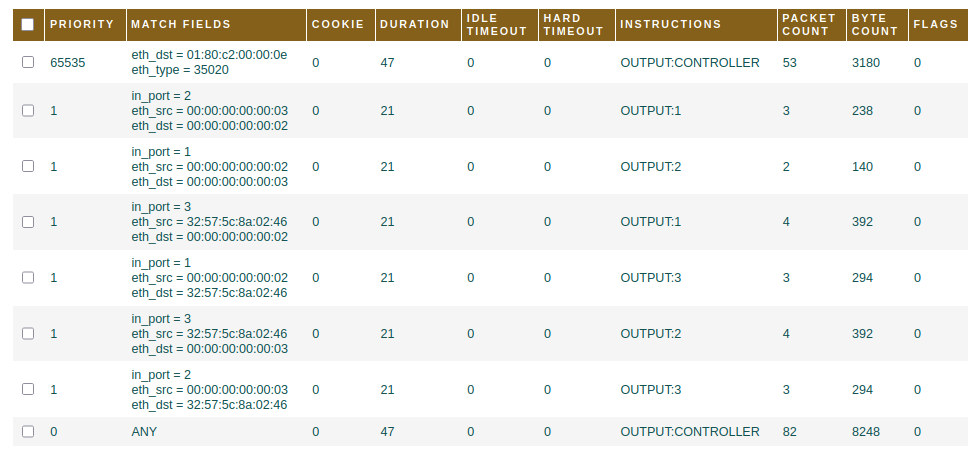 PRIORITY MATCH FIELDS COOKIE DURATION IDLE TIMEOUT HARD TIMEOUT INSTRUCTIONS PACKET COUNT BYTE COUNT FLAGS
65535 eth_dst = 01:80:c2:00:00:0e
eth_type = 35020 0 47 0 0 OUTPUT:CONTROLLER 53 3180 0
1 in_port = 2
eth_src = 00:00:00:00:00:03
eth_dst = 00:00:00:00:00:02 0 21 0 0 OUTPUT:1 3 238 0
1 in_port = 1
eth_src = 00:00:00:00:00:02
eth_dst = 00:00:00:00:00:03 0 21 0 0 OUTPUT:2 2 140 0
1 in_port = 3
eth_src = 32:57:5c:8a:02:46
eth_dst = 00:00:00:00:00:02 0 21 0 0 OUTPUT:1 4 392 0
1 in_port = 1
eth_src = 00:00:00:00:00:02
eth_dst = 32:57:5c:8a:02:46 0 21 0 0 OUTPUT:3 3 294 0
1 in_port = 3
eth_src = 32:57:5c:8a:02:46
eth_dst = 00:00:00:00:00:03 0 21 0 0 OUTPUT:2 4 392 0
1 in_port = 2
eth_src = 00:00:00:00:00:03
eth_dst = 32:57:5c:8a:02:46 0 21 0 0 OUTPUT:3 3 294 0
0 ANY 0 47 0 0 OUTPUT:CONTROLLER 82 8248 0